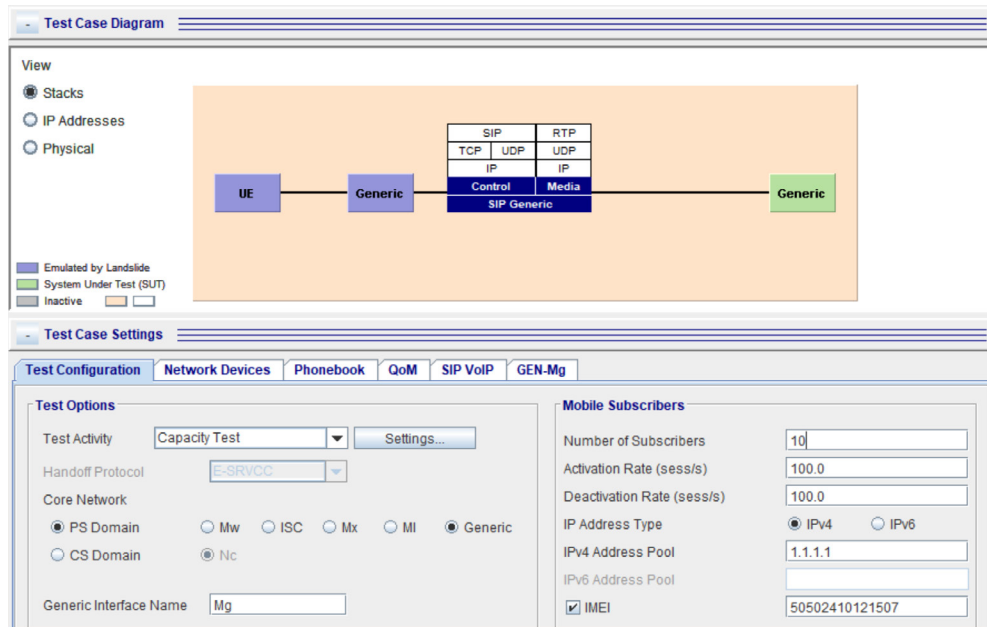 - Test Case Diagram
View
Stacks
IP Addresses
Physical
SIP RTP
TCP UDP UDP
IP IP
UE Generic Control Media Generic
SIP Generic
Emulated by Landslide
System Under Test (SUT)
Inactive
- Test Case Settings
Test Configuration Network Devices Phonebook QoM SIP VoIP GEN-Mg
Test Options
Test Activity Capacity Test Settings...
Handoff Protocol E-SRVCC
Core Network
PS Domain Mw ISC Mx MI Generic
CS Domain Nc
Generic Interface Name Mg
Mobile Subscribers
Number of Subscribers 10
Activation Rate (sess/s) 100.0
Deactivation Rate (sess/s) 100.0
IP Address Type IPv4 IPv6
IPv4 Address Pool 1.1.1.1
IPv6 Address Pool
IMEI 50502410121507